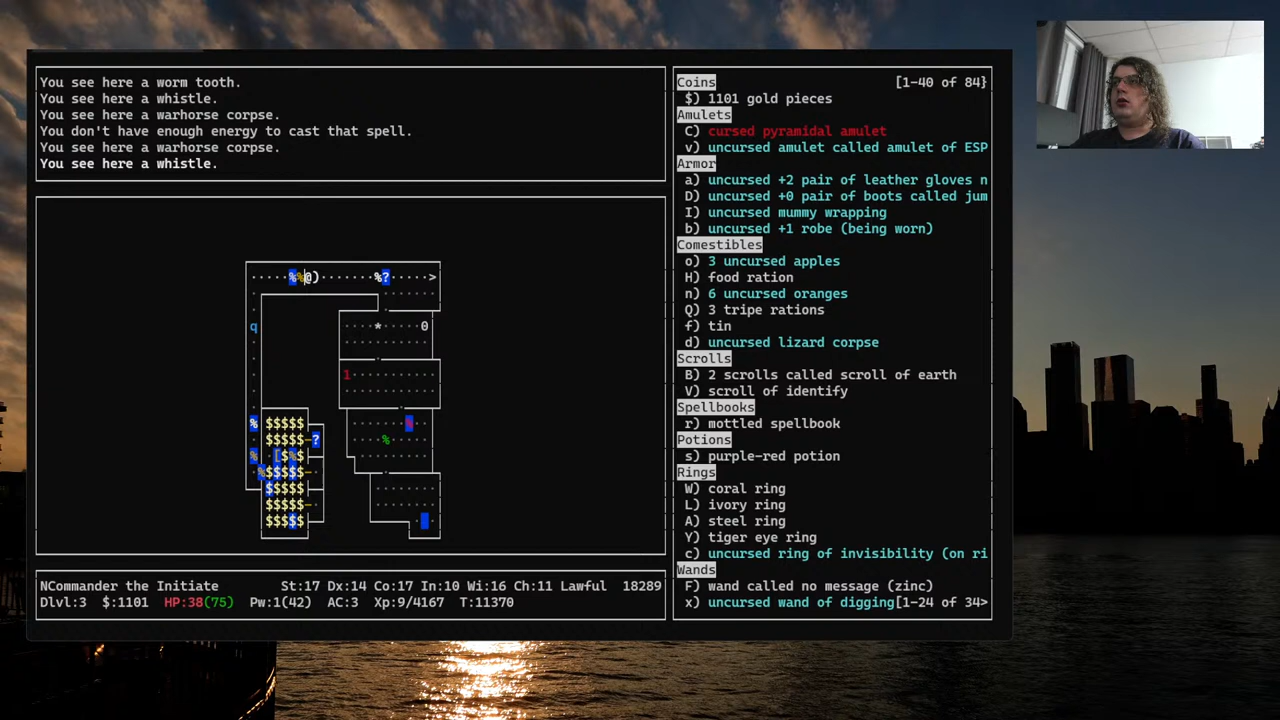 You see here a worm tooth.
You see here a whistle.
You see here a warhorse corpse.
You don't have enough energy to cast that spell.
You see here a warhorse corpse.
You see here a whistle.
·····%%@)·······%?·····>
q
*·····0
1
% $$$$$
$$$$$–?
%
% ·[$%$
%$$$$$–·
$$$$$
$$$$$–·
$$$$$
NCommander the Initiate St:17 Dx:14 Co:17 In:10 Wi:16 Ch:11 Lawful 18289
Dlvl:3 $:1101 HP:38(75) Pw:1(42) AC:3 Xp:9/4167 T:11370
Coins [1-40 of 84}
$) 1101 gold pieces
Amulets
C) cursed pyramidal amulet
v) uncursed amulet called amulet of ESP
Armor
a) uncursed +2 pair of leather gloves n
D) uncursed +0 pair of boots called jum
I) uncursed mummy wrapping
b) uncursed +1 robe (being worn)
Comestibles
o) 3 uncursed apples
H) food ration
n) 6 uncursed oranges
Q) 3 tripe rations
f) tin
d) uncursed lizard corpse
Scrolls
B) 2 scrolls called scroll of earth
V) scroll of identify
Spellbooks
r) mottled spellbook
Potions
s) purple-red potion
Rings
W) coral ring
L) ivory ring
A) steel ring
Y) tiger eye ring
c) uncursed ring of invisibility (on ri
Wands
F) wand called no message (zinc)
x) uncursed wand of digging[1-24 of 34>